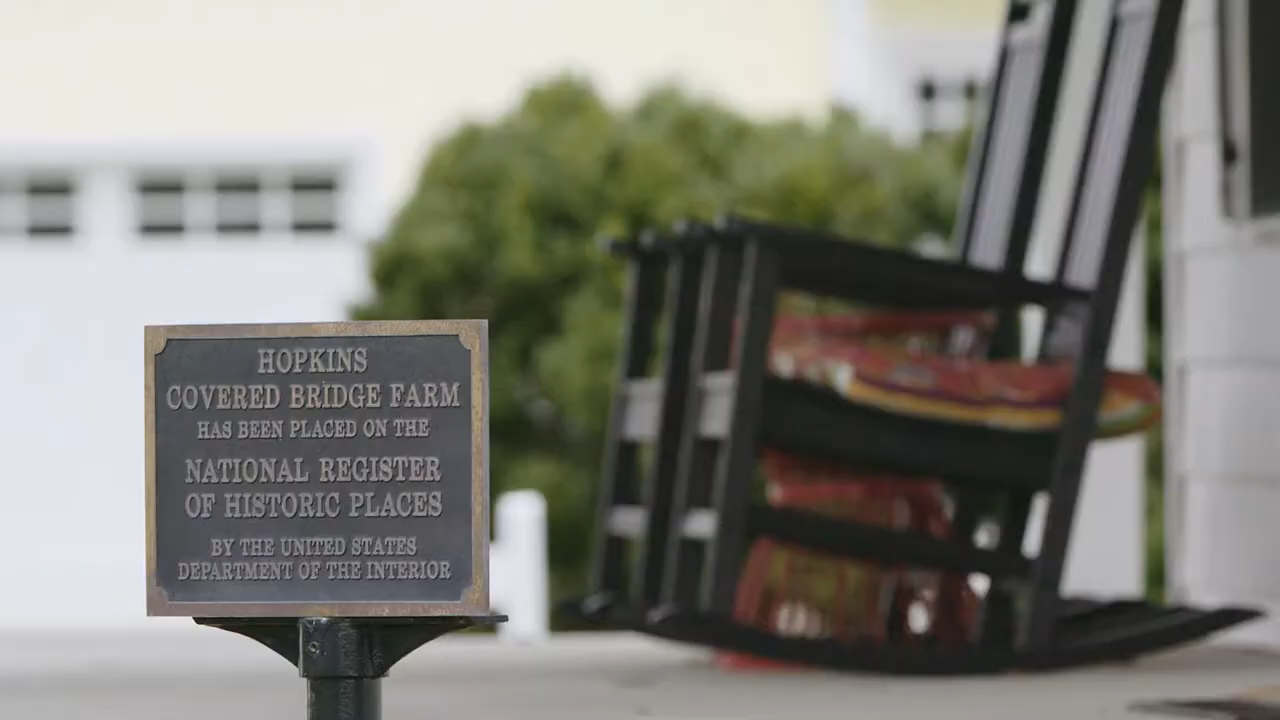 HOPKINS
COVERED BRIDGE FARM
HAS BEEN PLACED ON THE
NATIONAL REGISTER
OF HISTORIC PLACES
BY THE UNITED STATES
DEPARTMENT OF THE INTERIOR